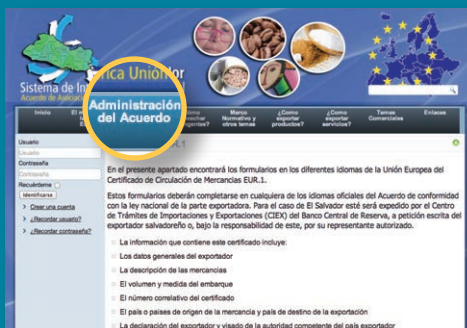 Sistema de In
Acuerdo de Asociac
rica Unión
or
Administración
del Acuerdo
Inicio
Marco
Normativo y
otros temas
¿Cómo
exportar
productos?
¿Cómo
exportar
servicios?
Temas
Comerciales
Enlaces
Usuario
Usuario
Contraseña
Contraseña
Recuérdeme
Identificarse
Crear una cuenta
¿Recordar usuario?
¿Recordar contraseña?
En el presente apartado encontrará los formularios en los diferentes idiomas de la Unión Europea del
Certificado de Circulación de Mercancías EUR.1.
Estos formularios deberán completarse en cualquiera de los idiomas oficiales del Acuerdo de conformidad
con la ley nacional de la parte exportadora. Para el caso de El Salvador esté será expedido por el Centro
de Trámites de Importaciones y Exportaciones (CIEX) del Banco Central de Reserva, a petición escrita del
exportador salvadoreño o, bajo la responsabilidad de este, por su representante autorizado.
La información que contiene este certificado incluye:
Los datos generales del exportador
La descripción de las mercancías
El volumen y medida del embarque
El número correlativo del certificado
El país o países de origen de la mercancía y país de destino de la exportación
La declaración del exportador y visado de la autoridad competente del país exportador